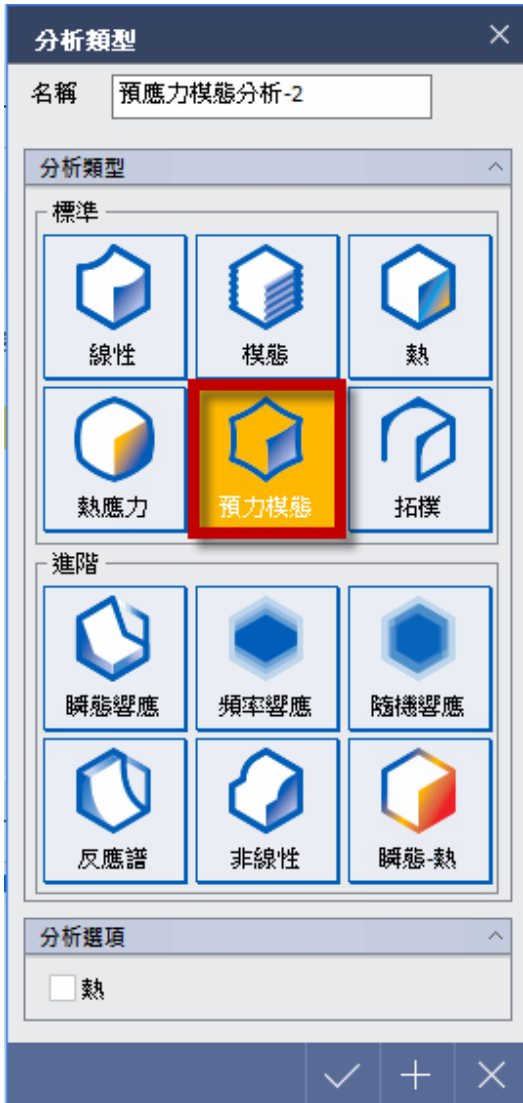 分析類型
名稱 預應力模態分析-2
分析類型
標準
線性 模態 熱
熱應力 預力模態 拓樸
進階
瞬態響應 頻率響應 隨機響應
反應譜 非線性 瞬態-熱
分析選項
熱